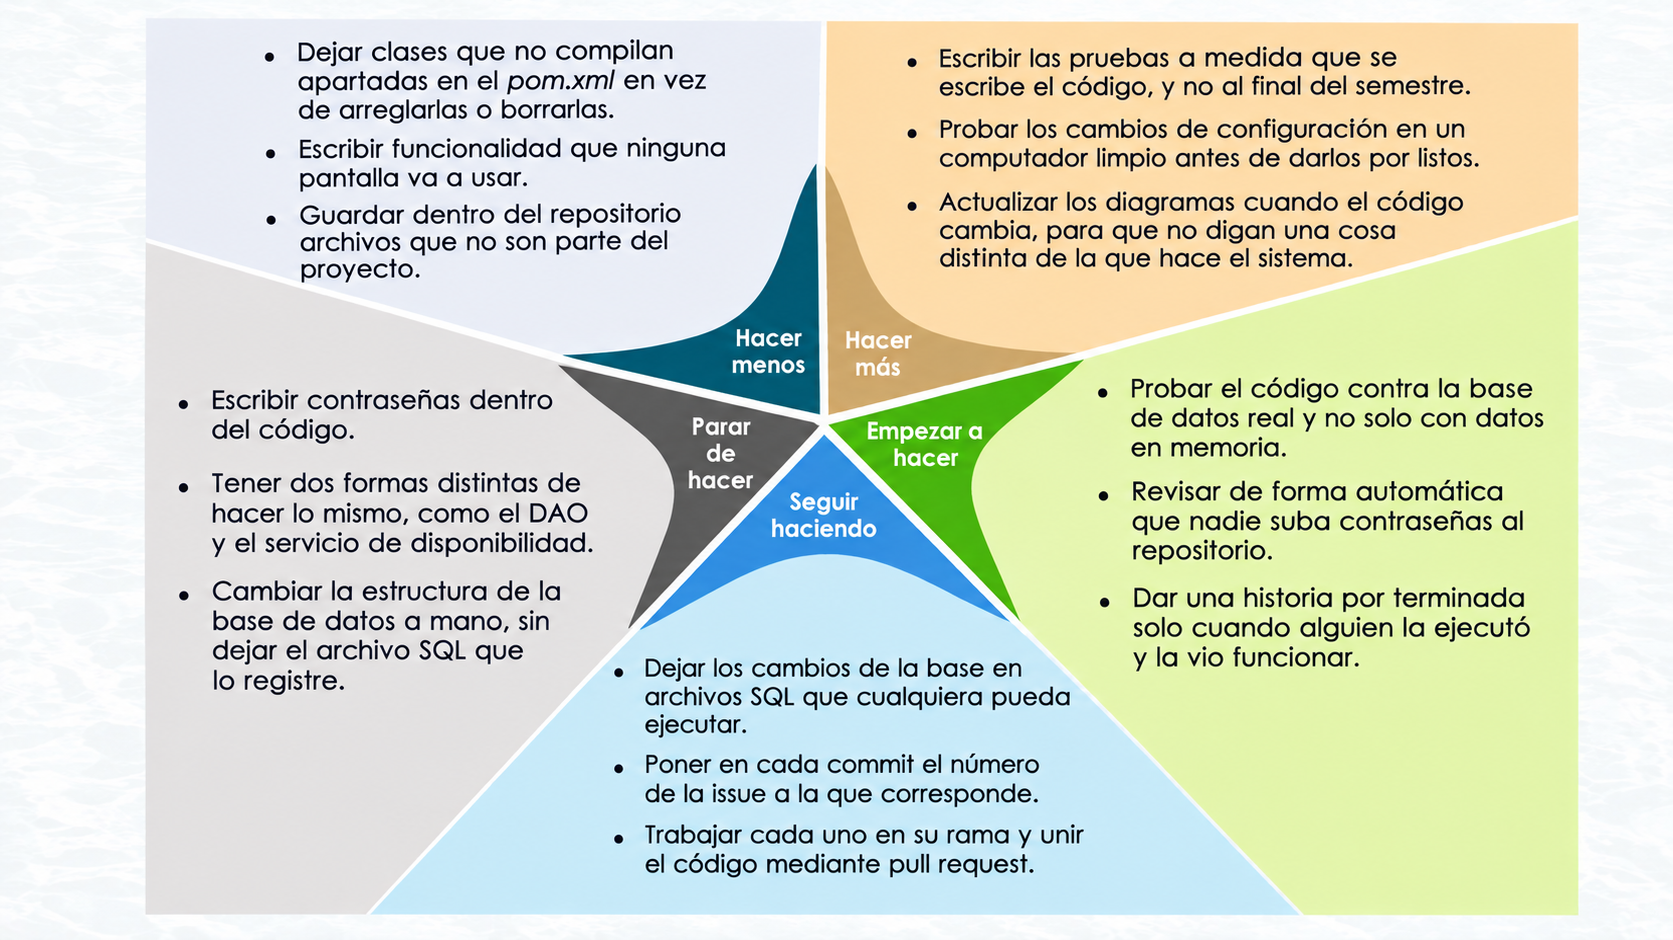 • Dejar clases que no compilan
apartadas en el pom.xml en vez
de arreglarlas o borrarlas.
• Escribir funcionalidad que ninguna
pantalla va a usar.
• Guardar dentro del repositorio
archivos que no son parte del
proyecto.
Hacer
menos
• Escribir las pruebas a medida que se
escribe el código, y no al final del semestre.
• Probar los cambios de configuración en un
computador limpio antes de darlos por listos.
• Actualizar los diagramas cuando el código
cambia, para que no digan una cosa
distinta de la que hace el sistema.
Hacer
más
• Escribir contraseñas dentro
del código.
• Tener dos formas distintas de
hacer lo mismo, como el DAO
y el servicio de disponibilidad.
• Cambiar la estructura de la
base de datos a mano, sin
dejar el archivo SQL que
lo registre.
Parar
de
hacer
Seguir
haciendo
Empezar a
hacer
• Probar el código contra la base
de datos real y no solo con datos
en memoria.
• Revisar de forma automática
que nadie suba contraseñas al
repositorio.
• Dar una historia por terminada
solo cuando alguien la ejecutó
y la vio funcionar.
• Dejar los cambios de la base en
archivos SQL que cualquiera pueda
ejecutar.
• Poner en cada commit el número
de la issue a la que corresponde.
• Trabajar cada uno en su rama y unir
el código mediante pull request.